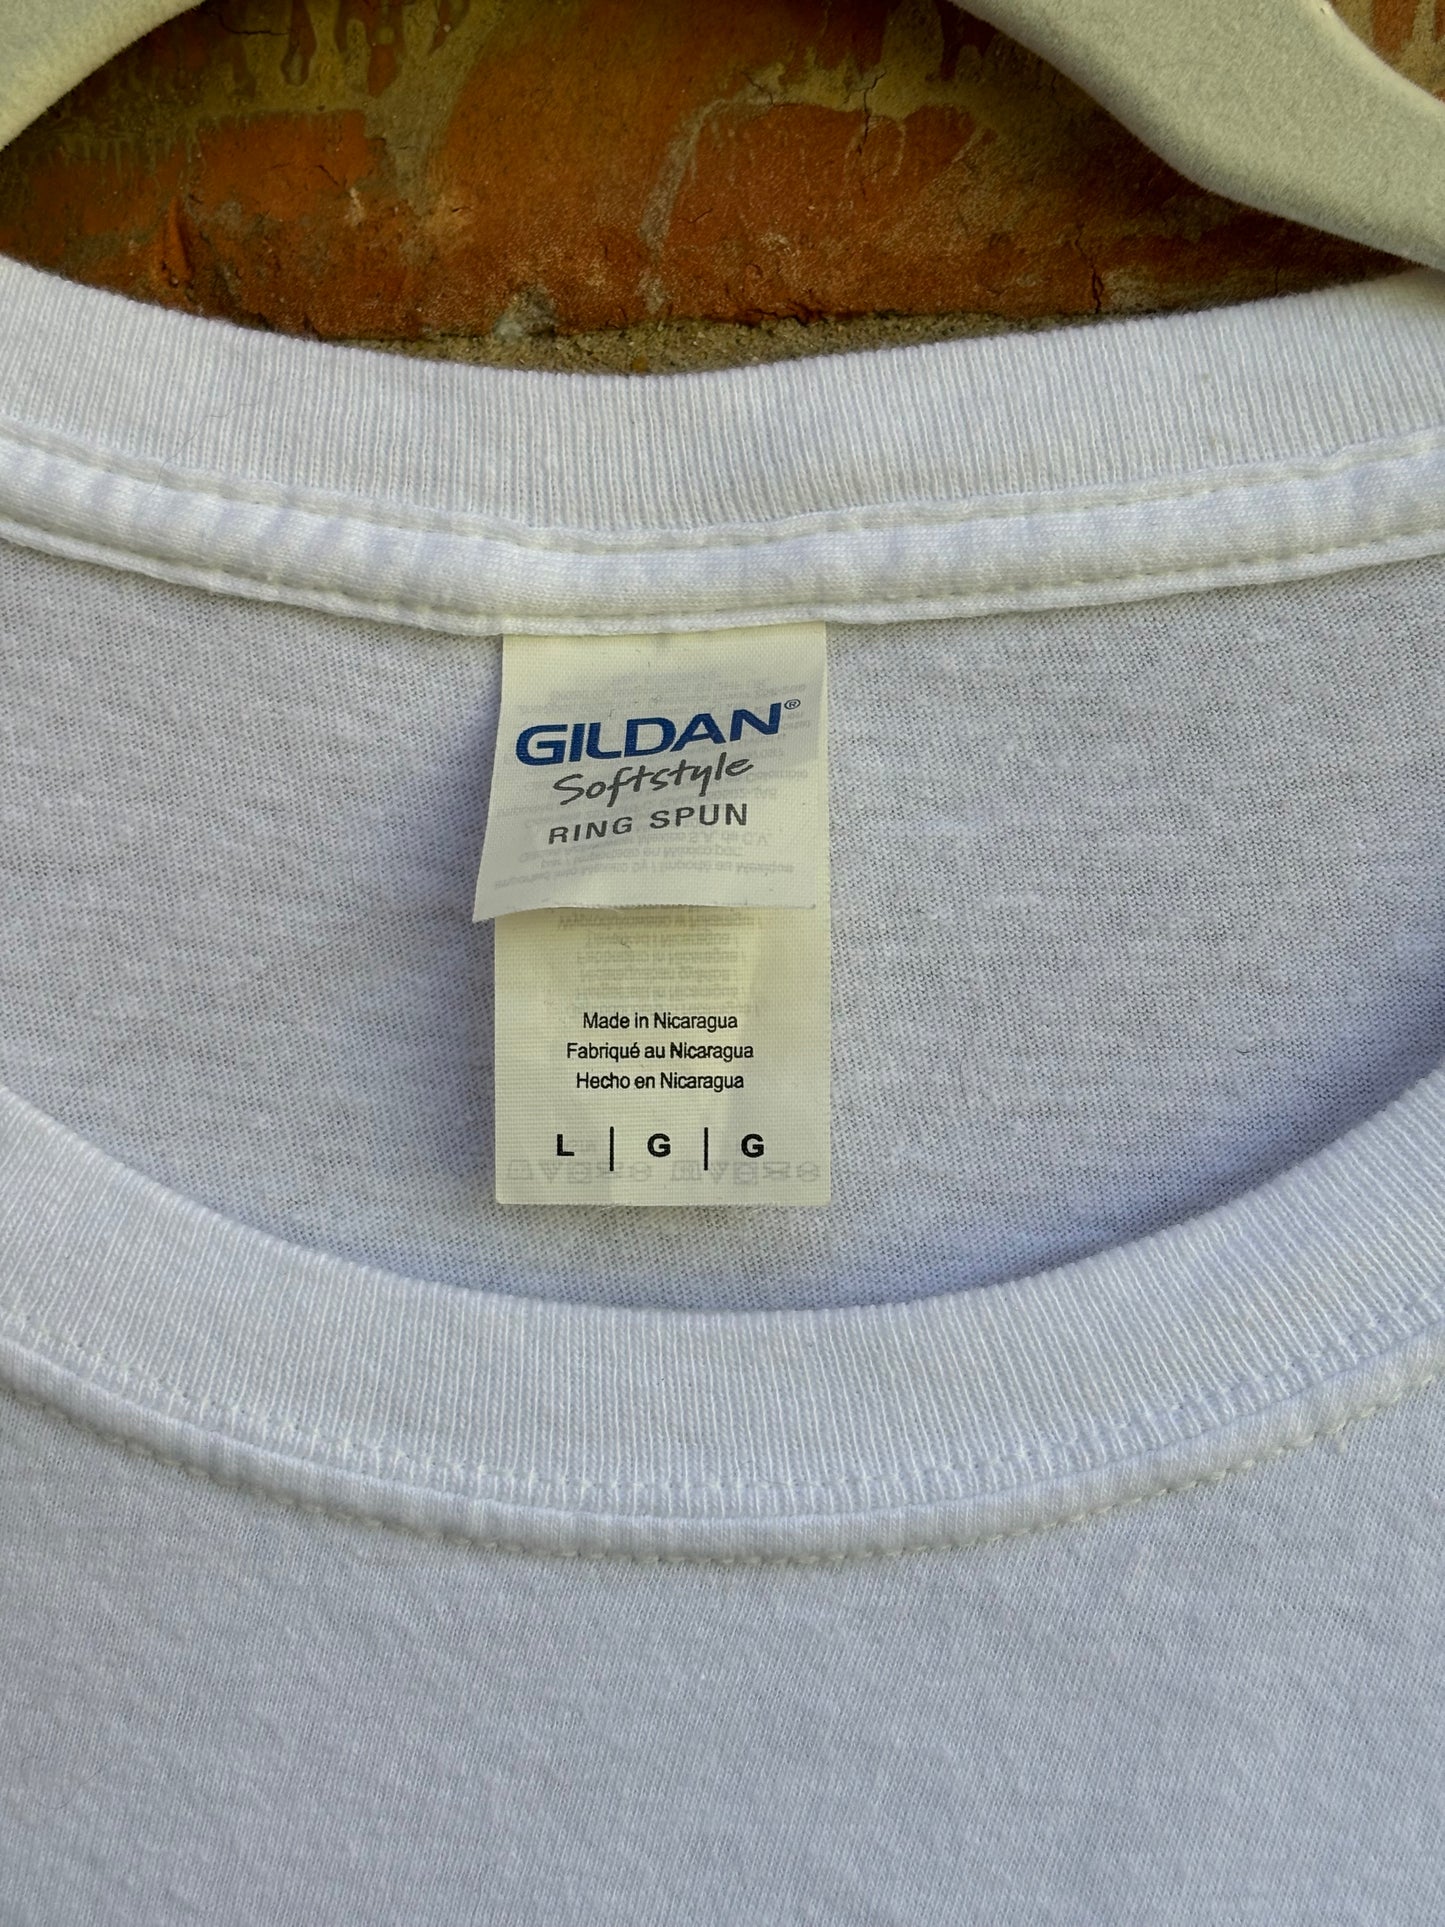 GILDAN®
Softstyle
RING SPUN
Made in Nicaragua
Fabriqué au Nicaragua
Hecho en Nicaragua
L | G | G